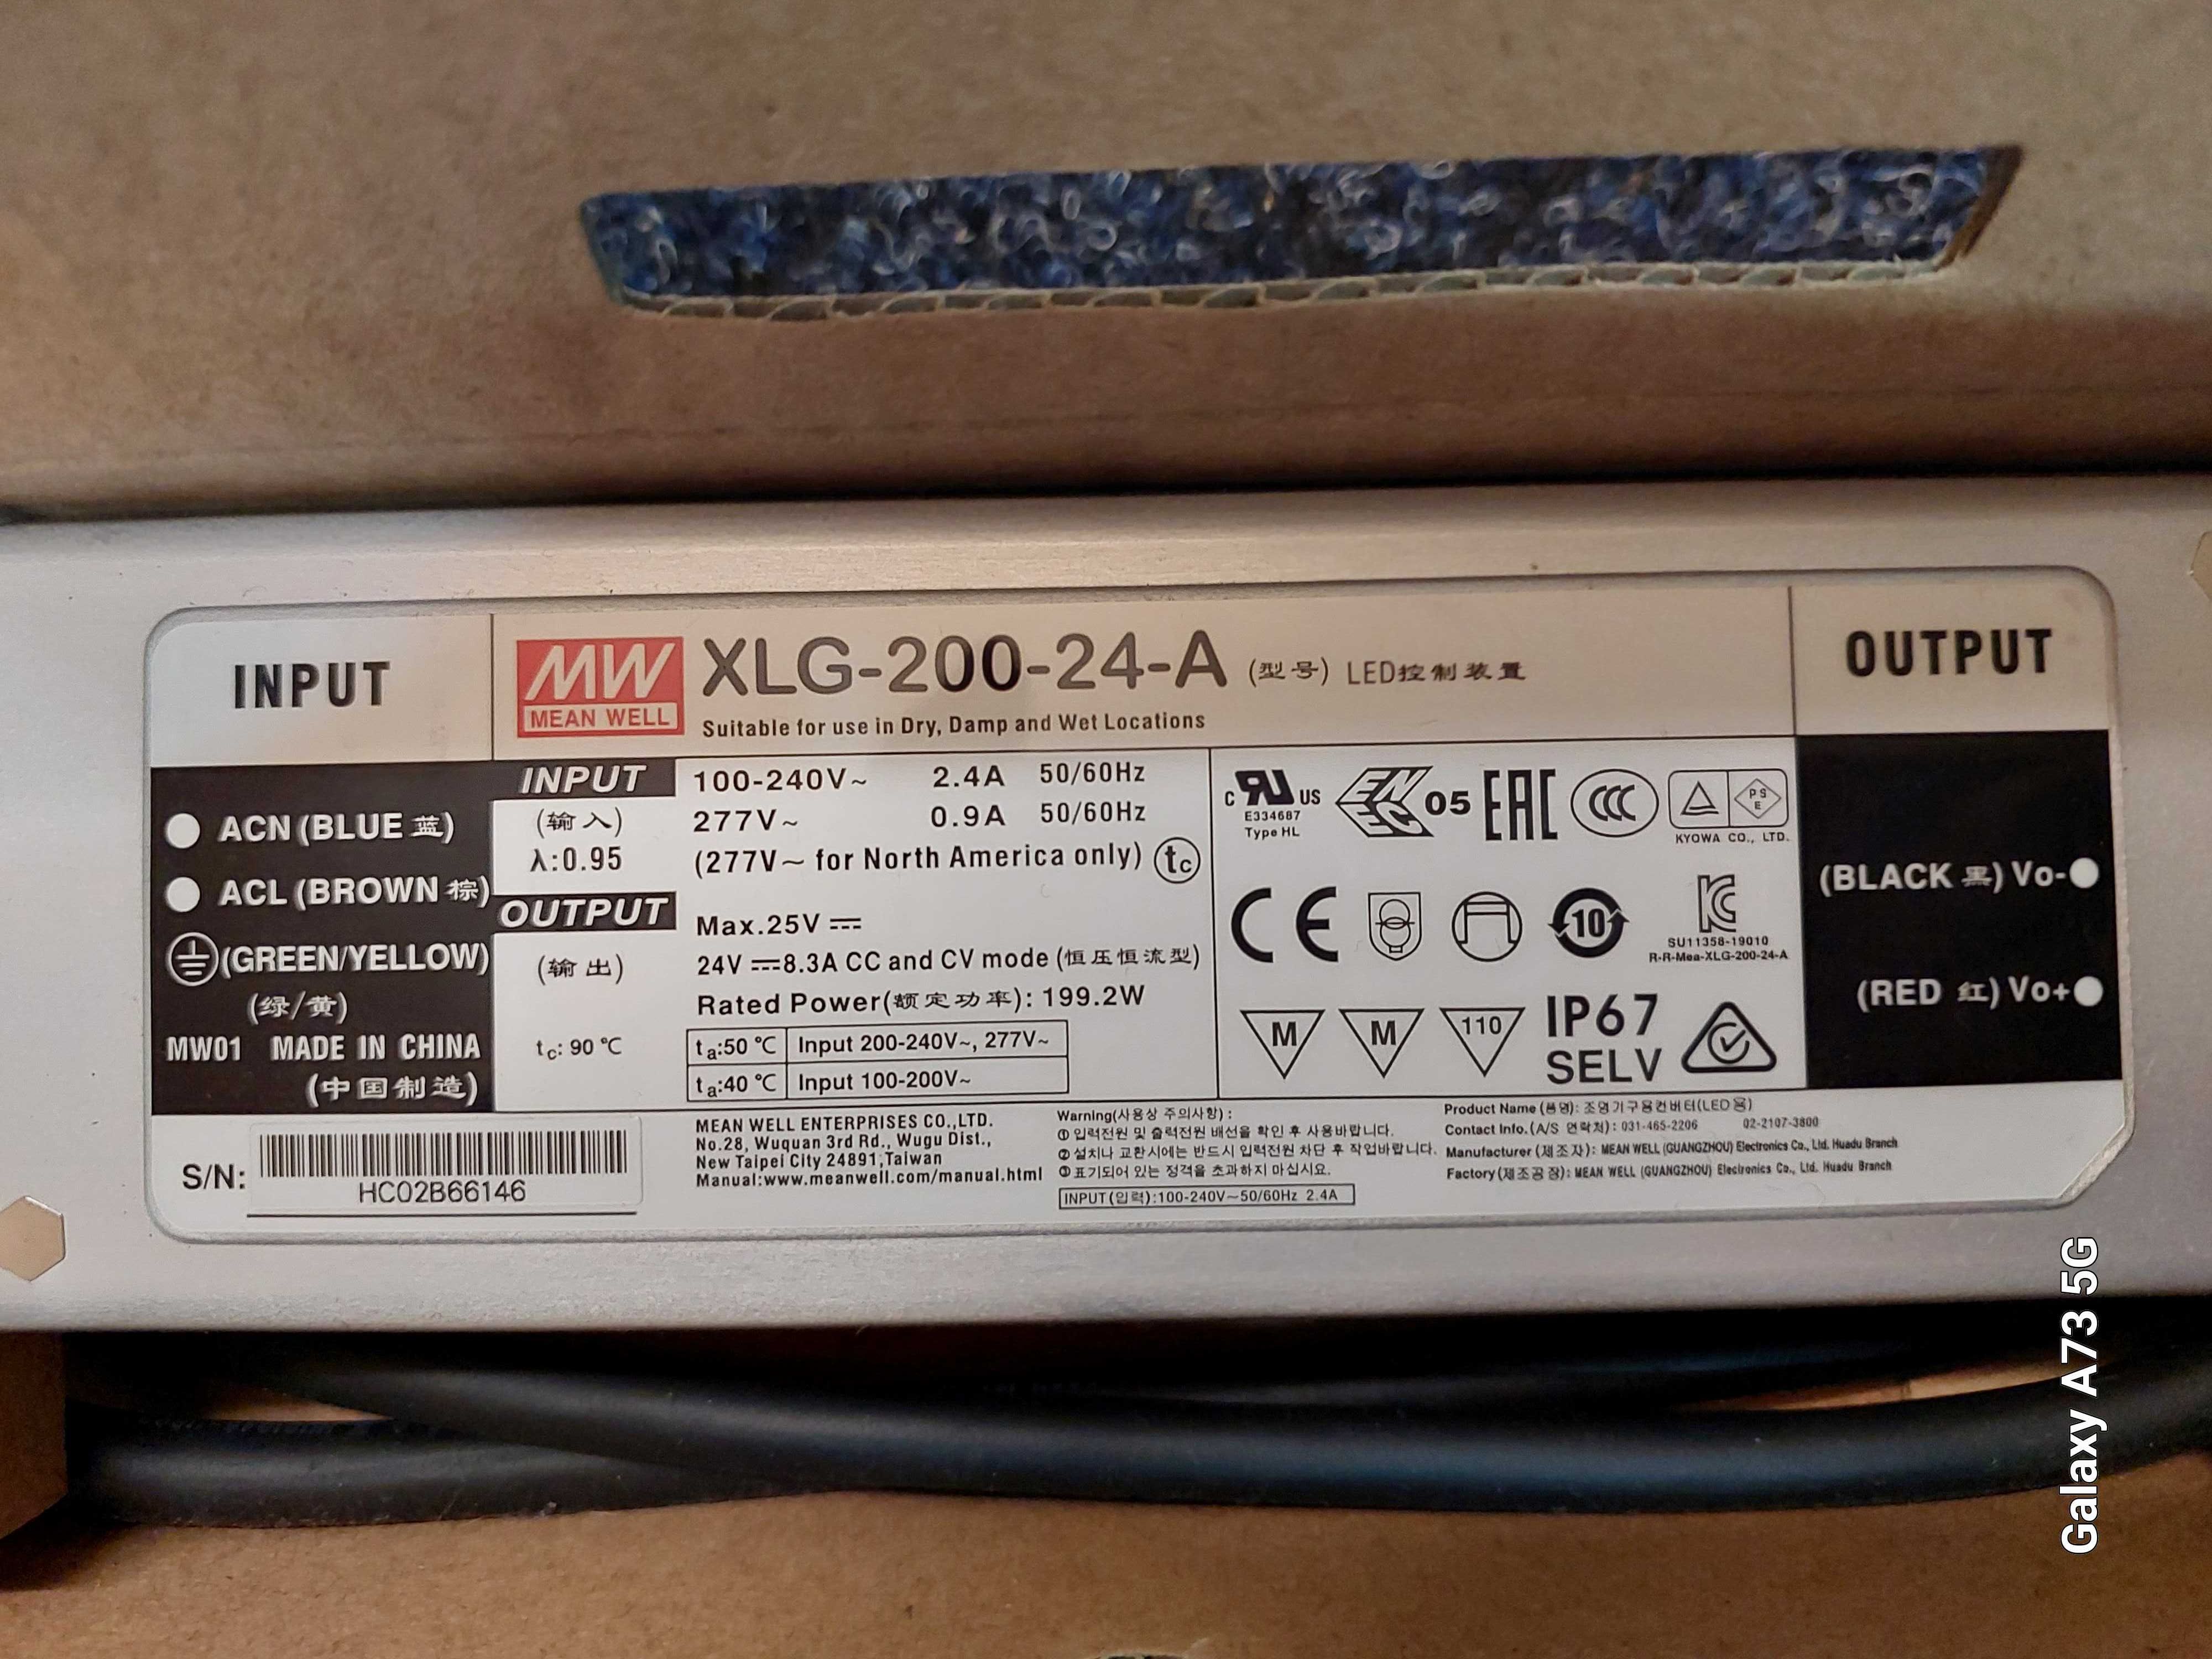 INPUT
MW
MEAN WELL
XLG-200-24-A (型号) LED控制装置
Suitable for use in Dry, Damp and Wet Locations
OUTPUT
ACN (BLUE 蓝)
ACL (BROWN 棕)
(GREEN/YELLOW)
(绿/黄)
MW01 MADE IN CHINA
(中国制造)
INPUT
(输入)
λ:0.95
100-240V~ 2.4A 50/60Hz
277V~ 0.9A 50/60Hz
(277V~ for North America only) tc
OUTPUT
(输出)
tc: 90 ℃
Max.25V ⎓
24V ⎓8.3A CC and CV mode (恒压恒流型)
Rated Power(额定功率): 199.2W
ta:50 ℃ Input 200-240V~, 277V~
ta:40 ℃ Input 100-200V~
C RU US
E334687
Type HL
ENEC 05
EAC
CCC
PSE
KYOWA CO., LTD.
CE
10
KC
SU11358-19010
R-R-Mea-XLG-200-24-A
M
M
110
IP67
SELV
(BLACK 黑) Vo-
(RED 红) Vo+
S/N:
HC02B66146
MEAN WELL ENTERPRISES CO.,LTD.
No.28, Wuquan 3rd Rd., Wugu Dist.,
New Taipei City 24891,Taiwan
Manual:www.meanwell.com/manual.html
Warning(사용상 주의사항) :
① 입력전원 및 출력전원 배선을 확인 후 사용바랍니다.
② 설치나 교환시에는 반드시 입력전원 차단 후 작업바랍니다.
③ 표기되어 있는 정격을 초과하지 마십시요.
INPUT(입력):100-240V~50/60Hz 2.4A
Product Name (품명): 조명기구용컨버터(LED용)
Contact Info.(A/S 연락처): 031-465-2206 02-2107-3800
Manufacturer (제조자): MEAN WELL (GUANGZHOU) Electronics Co., Ltd. Huadu Branch
Factory (제조공장): MEAN WELL (GUANGZHOU) Electronics Co., Ltd. Huadu Branch
Galaxy A73 5G